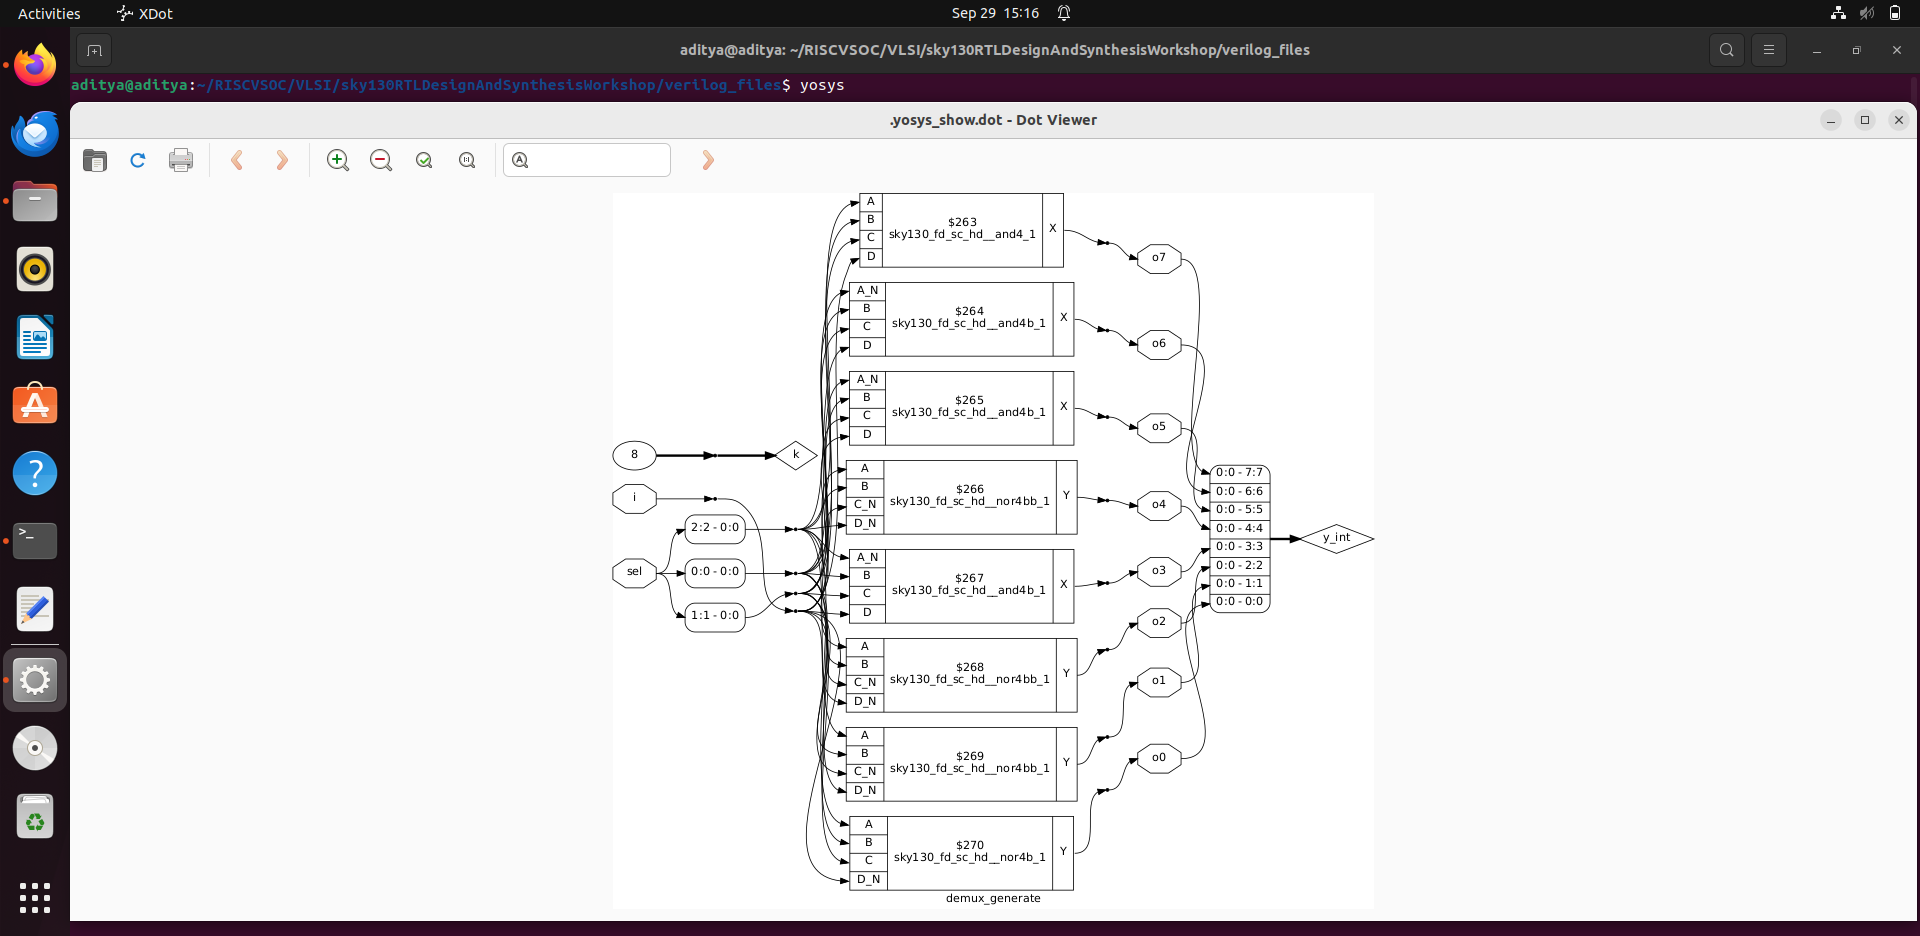 Activities
XDot
Sep 29 15:16
aditya@aditya: ~/RISCVSOC/VLSI/sky130RTLDesignAndSynthesisWorkshop/verilog_files
aditya@aditya:~/RISCVSOC/VLSI/sky130RTLDesignAndSynthesisWorkshop/verilog_files$ yosys
.yosys_show.dot - Dot Viewer
A
B
C
D
$263
sky130_fd_sc_hd__and4_1
X
o7
A_N
B
C
D
$264
sky130_fd_sc_hd__and4b_1
X
o6
A_N
B
C
D
$265
sky130_fd_sc_hd__and4b_1
X
o5
8
k
i
sel
2:2 - 0:0
0:0 - 0:0
1:1 - 0:0
A
B
C_N
D_N
$266
sky130_fd_sc_hd__nor4bb_1
Y
o4
A_N
B
C
D
$267
sky130_fd_sc_hd__and4b_1
X
o3
A
B
C_N
D_N
$268
sky130_fd_sc_hd__nor4bb_1
Y
o2
A
B
C_N
D_N
$269
sky130_fd_sc_hd__nor4bb_1
Y
o1
A
B
C
D_N
$270
sky130_fd_sc_hd__nor4b_1
Y
o0
0:0 - 7:7
0:0 - 6:6
0:0 - 5:5
0:0 - 4:4
0:0 - 3:3
0:0 - 2:2
0:0 - 1:1
0:0 - 0:0
y_int
demux_generate